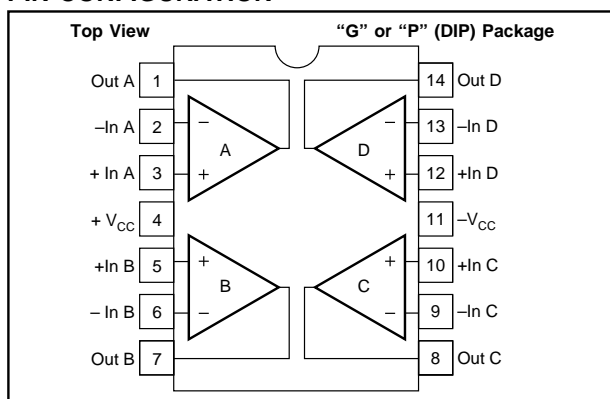 Top View
"G" or "P" (DIP) Package
Out A 1
–In A 2
+ In A 3
+ V_CC 4
+In B 5
– In B 6
Out B 7
14 Out D
13 –In D
12 +In D
11 –V_CC
10 +In C
9 –In C
8 Out C
–
+
A
–
+
D
+
–
B
+
–
C